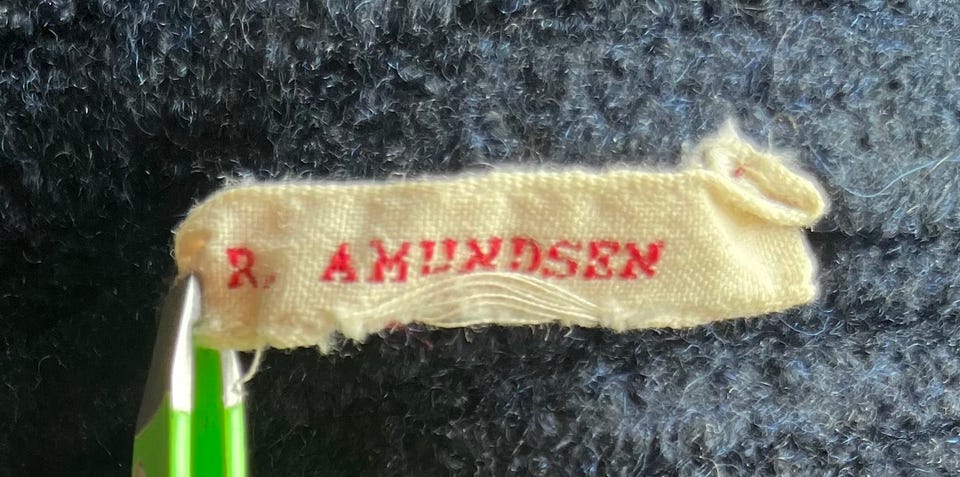 R. AMUNDSEN